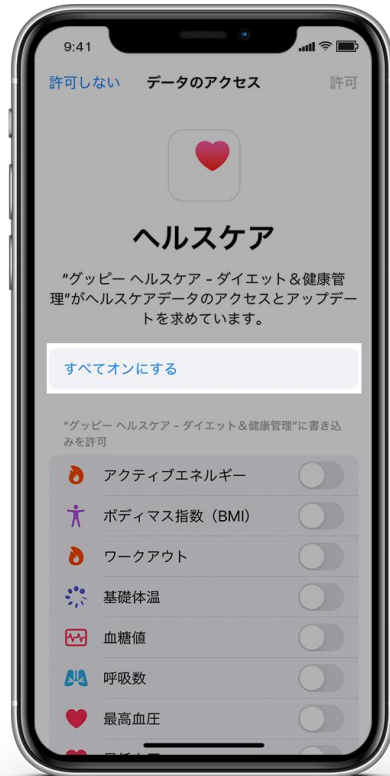 9:41
許可しない データのアクセス 許可
ヘルスケア
“グッピー ヘルスケア - ダイエット＆健康管
理”がヘルスケアデータのアクセスとアップデー
トを求めています。
すべてオンにする
“グッピー ヘルスケア - ダイエット＆健康管理”に書き込
みを許可
アクティブエネルギー
ボディマス指数（BMI）
ワークアウト
基礎体温
血糖値
呼吸数
最高血圧